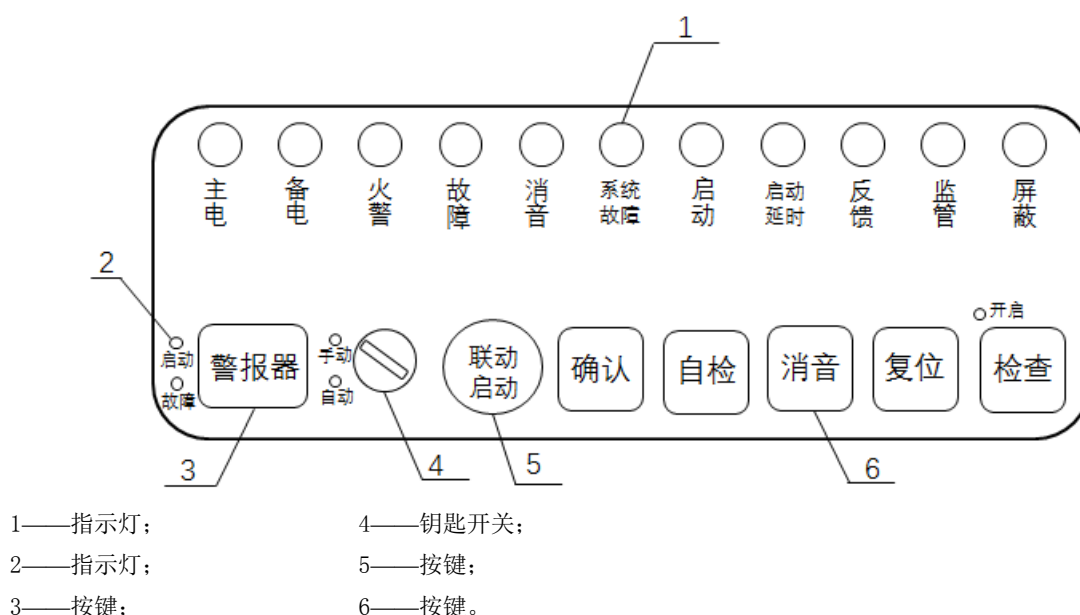 1
主电 备电 火警 故障 消音 系统故障 启动 启动延时 反馈 监管 屏蔽
2
开启
启动 警报器 手动 联动启动 确认 自检 消音 复位 检查
故障 自动
3 4 5 6
1——指示灯； 4——钥匙开关；
2——指示灯； 5——按键；
3——按键； 6——按键。